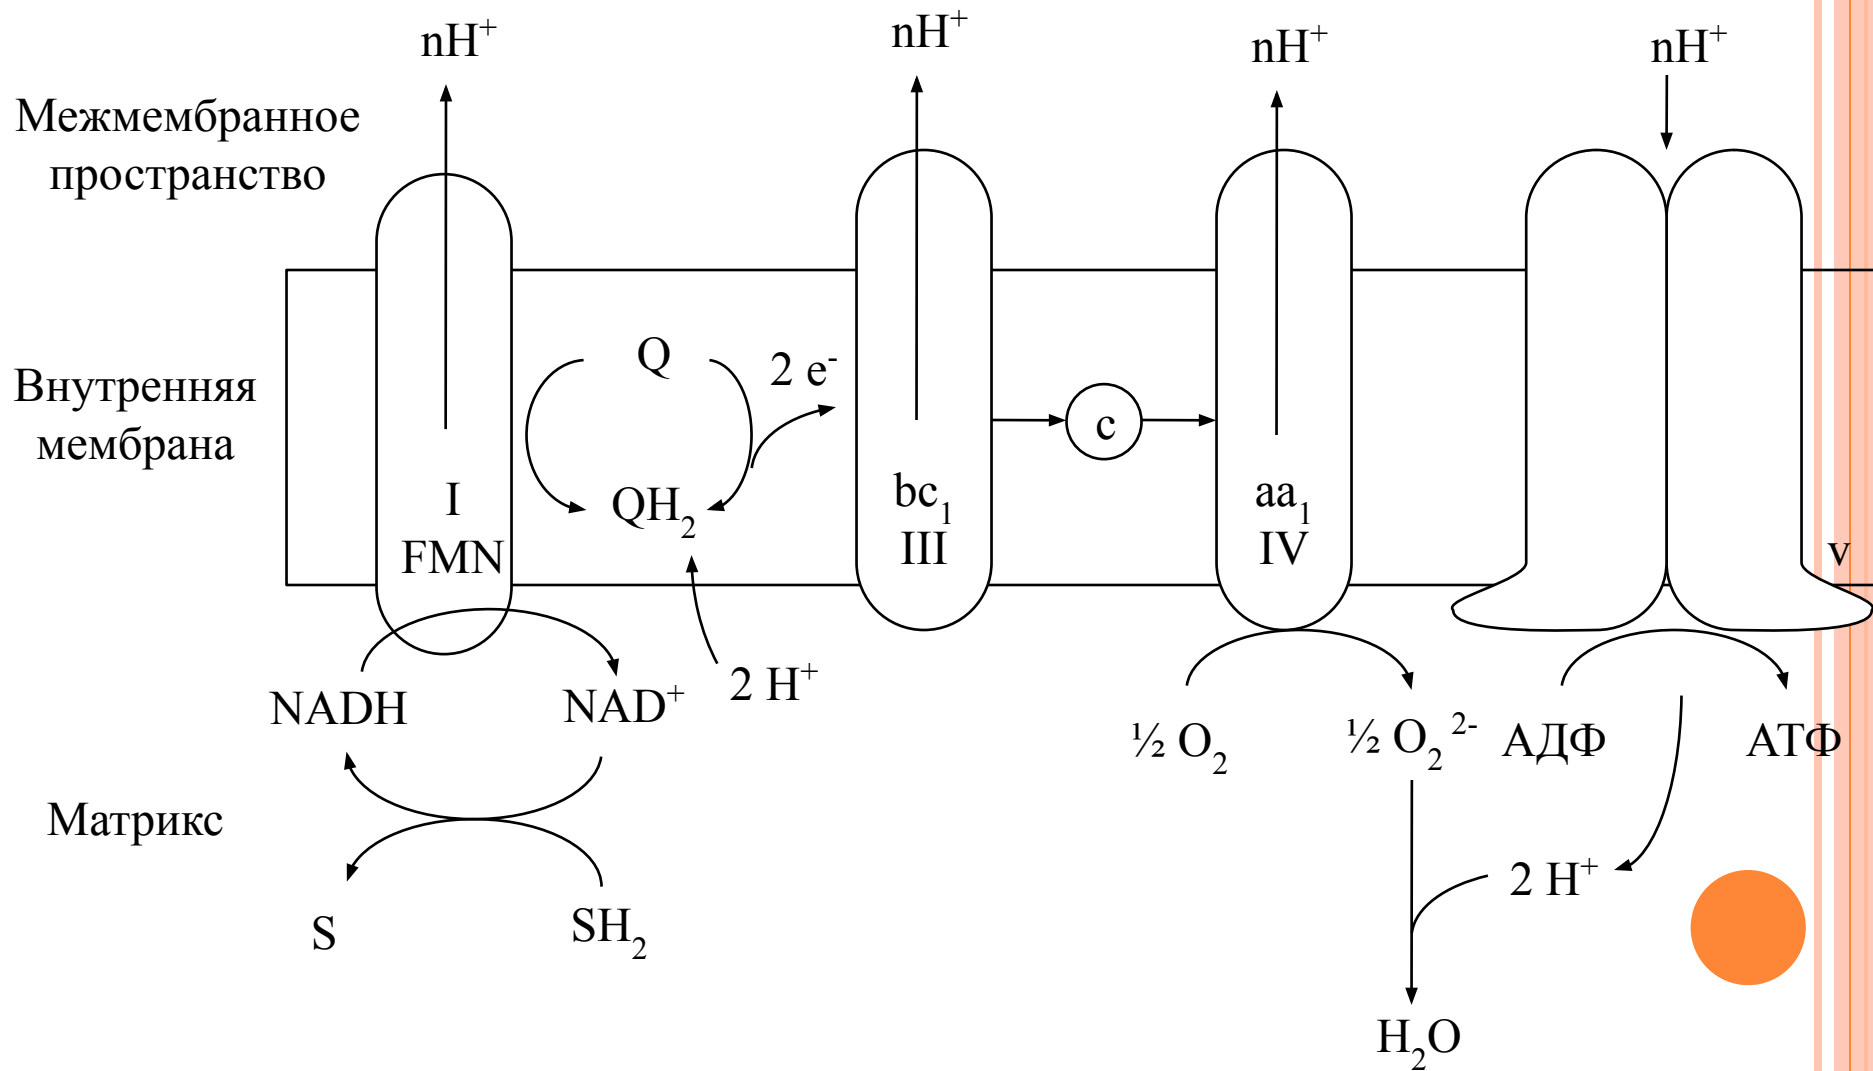 nH⁺
nH⁺
nH⁺
nH⁺
Межмембранное
пространство
Внутренняя
мембрана
Q
2 e⁻
c
I
FMN
QH₂
bc₁
III
aa₁
IV
v
NADH
NAD⁺
2 H⁺
½ O₂
½ O₂ ²⁻
АДФ
АТФ
Матрикс
S
SH₂
2 H⁺
H₂O